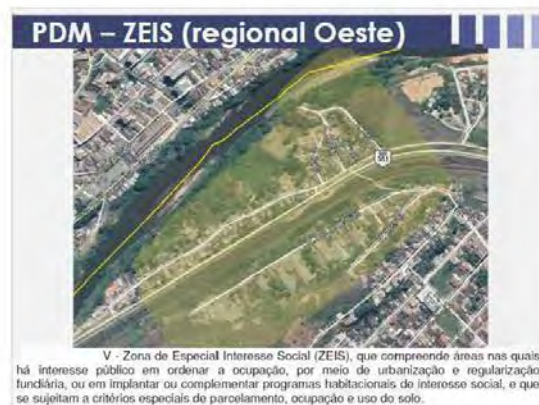 PDM – ZEIS (regional Oeste)
V - Zona de Especial Interesse Social (ZEIS), que compreende áreas nas quais
há interesse público em ordenar a ocupação, por meio de urbanização e regularização
fundiária, ou em implantar ou complementar programas habitacionais de interesse social, e que
se sujeitam a critérios especiais de parcelamento, ocupação e uso do solo.